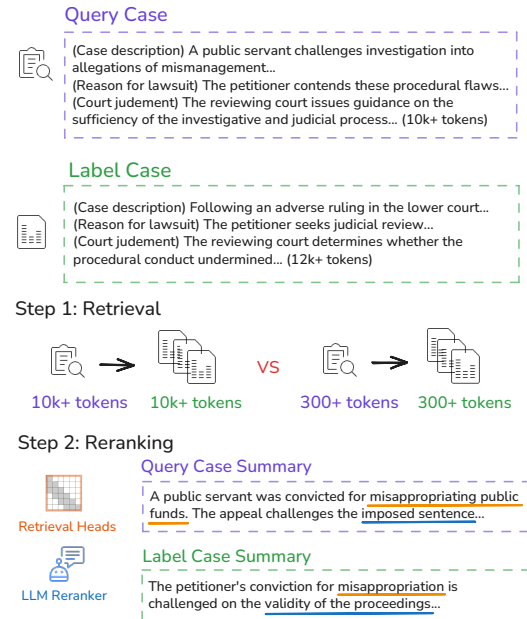 Query Case
(Case description) A public servant challenges investigation into
allegations of mismanagement...
(Reason for lawsuit) The petitioner contends these procedural flaws...
(Court judement) The reviewing court issues guidance on the
sufficiency of the investigative and judicial process... (10k+ tokens)
Label Case
(Case description) Following an adverse ruling in the lower court...
(Reason for lawsuit) The petitioner seeks judicial review...
(Court judement) The reviewing court determines whether the
procedural conduct undermined... (12k+ tokens)
Step 1: Retrieval
VS
10k+ tokens 10k+ tokens 300+ tokens 300+ tokens
Step 2: Reranking
Query Case Summary
A public servant was convicted for misappropriating public
funds. The appeal challenges the imposed sentence...
Retrieval Heads
Label Case Summary
The petitioner's conviction for misappropriation is
challenged on the validity of the proceedings...
LLM Reranker